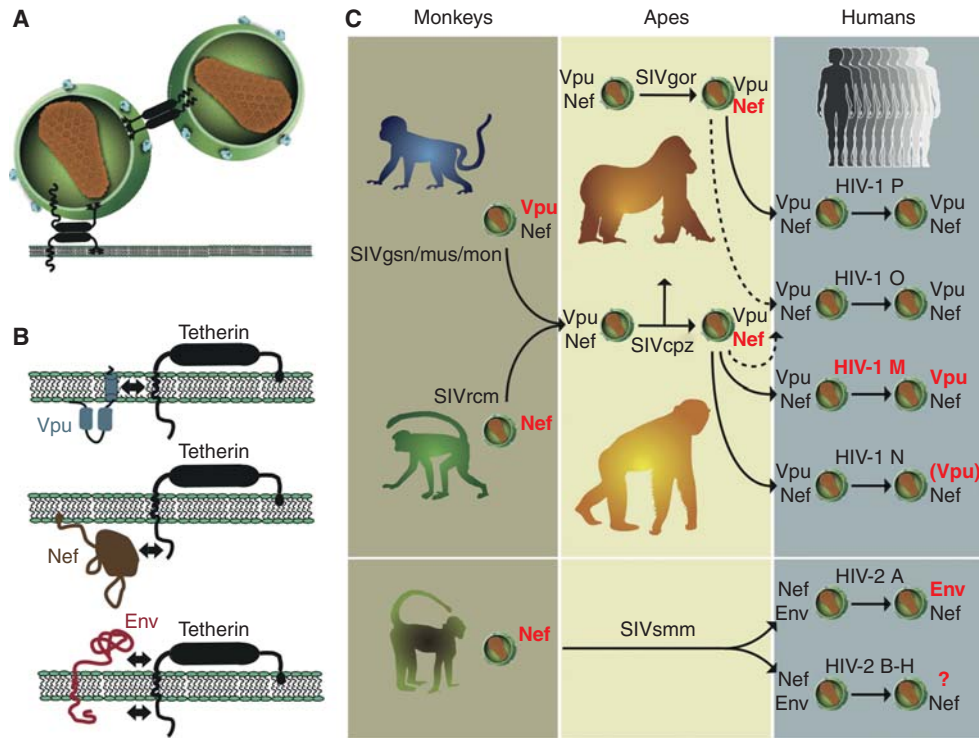 A
B
Tetherin
Vpu
Tetherin
Nef
Env
Tetherin
C
Monkeys
Apes
Humans
Vpu
Nef
SIVgor
Vpu
Nef
Vpu
Nef
SIVgsn/mus/mon
SIVrcm
Nef
Vpu
Nef
SIVcpz
Vpu
Nef
HIV-1 P
Vpu
Nef
Vpu
Nef
HIV-1 O
Vpu
Nef
Vpu
Nef
HIV-1 M
Vpu
Nef
Vpu
Nef
HIV-1 N
Vpu
Nef
(Vpu)
Nef
Nef
SIVsmm
HIV-2 A
Nef
Env
Env
Nef
HIV-2 B-H
Nef
Env
?
Nef